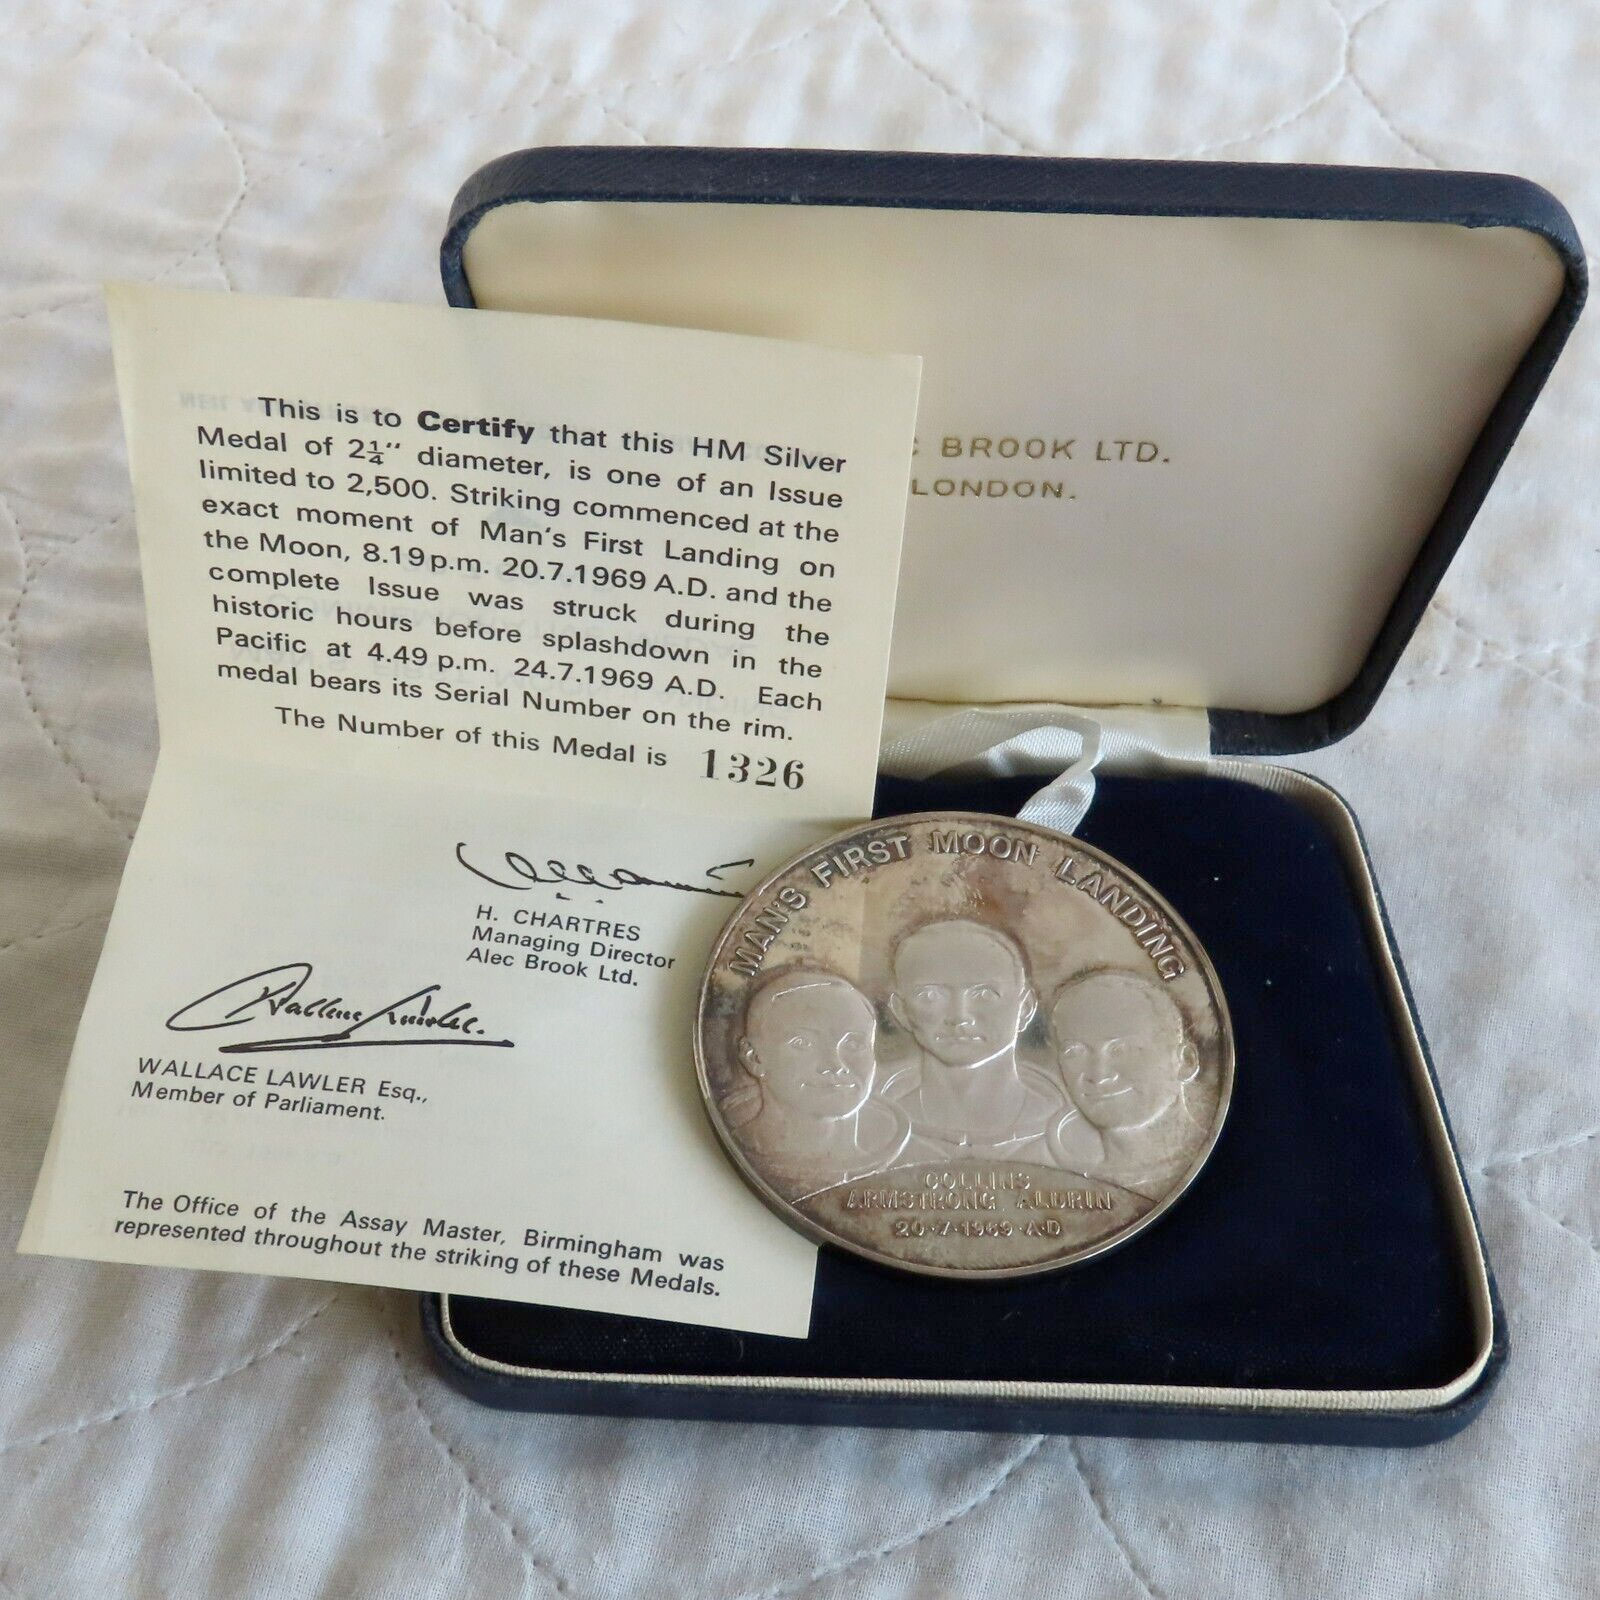 This is to Certify that this HM Silver
Medal of 2¼" diameter, is one of an Issue
limited to 2,500. Striking commenced at the
exact moment of Man's First Landing on
the Moon, 8.19 p.m. 20.7.1969 A.D. and the
complete Issue was struck during the
historic hours before splashdown in the
Pacific at 4.49 p.m. 24.7.1969 A.D. Each
medal bears its Serial Number on the rim.
The Number of this Medal is 1326
H. CHARTRES
Managing Director
Alec Brook Ltd.
Wallace Lawler.
WALLACE LAWLER Esq.,
Member of Parliament.
The Office of the Assay Master, Birmingham was
represented throughout the striking of these Medals.
C BROOK LTD.
LONDON.
MAN'S FIRST MOON LANDING
COLLINS
ARMSTRONG ALDRIN
20·7·1969·A·D